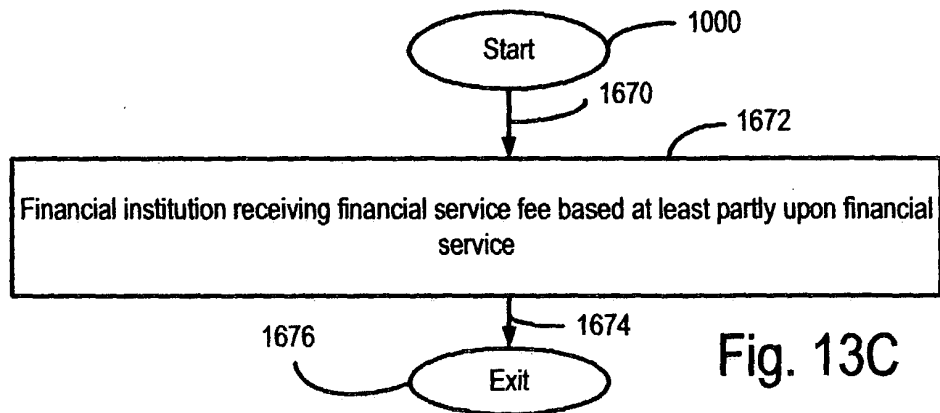 Start
1000
1670
1672
Financial institution receiving financial service fee based at least partly upon financial
service
1674
1676
Exit
Fig. 13C